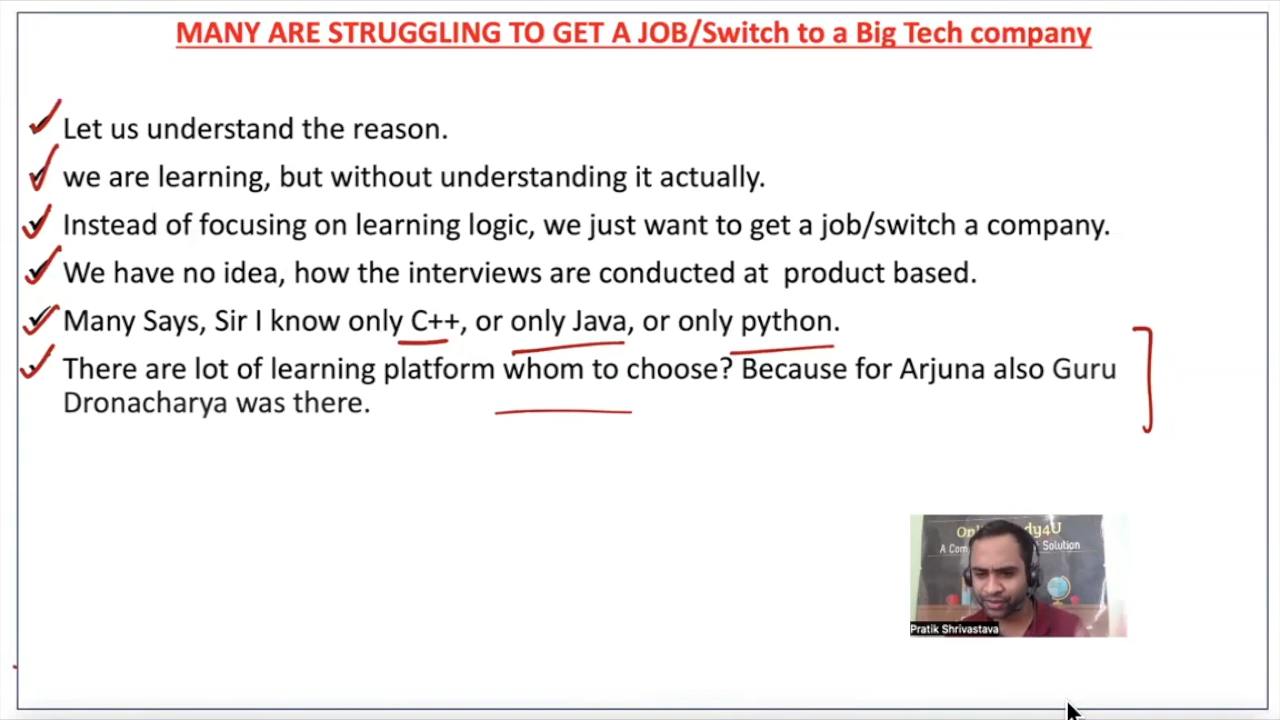 MANY ARE STRUGGLING TO GET A JOB/Switch to a Big Tech company
Let us understand the reason.
we are learning, but without understanding it actually.
Instead of focusing on learning logic, we just want to get a job/switch a company.
We have no idea, how the interviews are conducted at product based.
Many Says, Sir I know only C++, or only Java, or only python.
There are lot of learning platform whom to choose? Because for Arjuna also Guru
Dronacharya was there.
Solution
Pratik Shrivastava